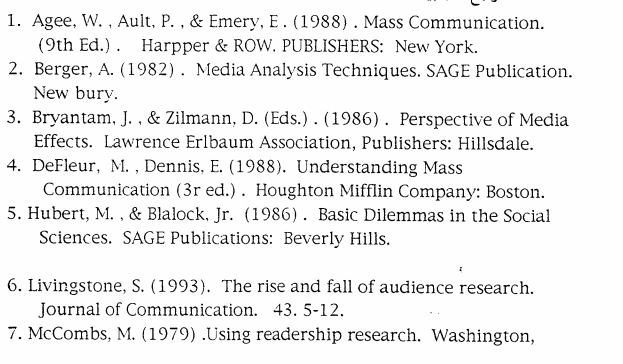 1. Agee, W. , Ault, P. , & Emery, E . (1988) . Mass Communication.
(9th Ed.) . Harpper & ROW. PUBLISHERS: New York.
2. Berger, A. (1982) . Media Analysis Techniques. SAGE Publication.
New bury.
3. Bryantam, J. , & Zilmann, D. (Eds.) . (1986) . Perspective of Media
Effects. Lawrence Erlbaum Association, Publishers: Hillsdale.
4. DeFleur, M. , Dennis, E. (1988). Understanding Mass
Communication (3r ed.) . Houghton Mifflin Company: Boston.
5. Hubert, M. , & Blalock, Jr. (1986) . Basic Dilemmas in the Social
Sciences. SAGE Publications: Beverly Hills.
6. Livingstone, S. (1993). The rise and fall of audience research.
Journal of Communication. 43. 5-12.
7. McCombs, M. (1979) .Using readership research. Washington,